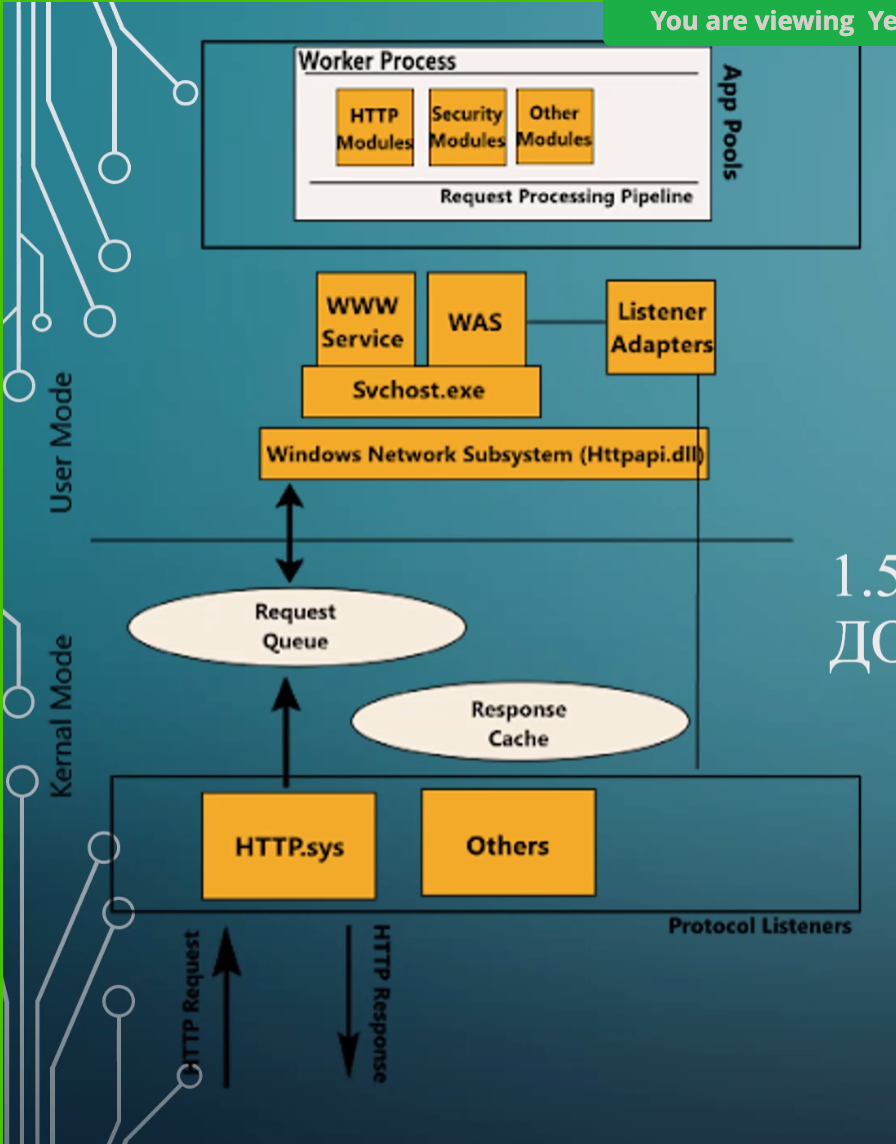 You are viewing Ye
Worker Process
App Pools
HTTP
Modules
Security
Modules
Other
Modules
Request Processing Pipeline
WWW
Service
WAS
Listener
Adapters
Svchost.exe
Windows Network Subsystem (Httpapi.dll)
User Mode
1.5
ДО
Request
Queue
Kernal Mode
Response
Cache
HTTP.sys
Others
Protocol Listeners
HTTP Request
HTTP Response